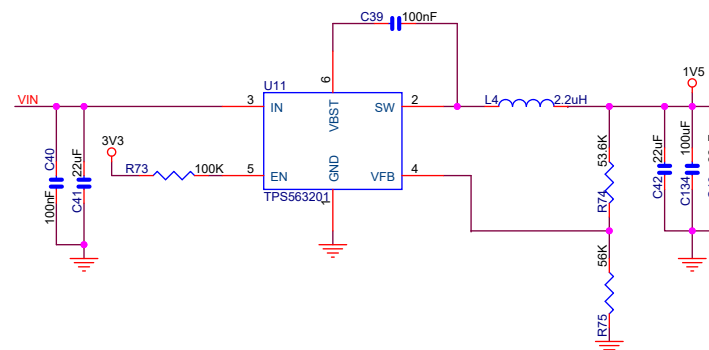 C39 100nF
U11
6
VBST
1V5
VIN
3 IN
SW 2
L4 2.2uH
3V3
R73 100K
5 EN
GND
VFB 4
TPS563201
1
C40
100nF
22uF
C41
53.6K
R74
22uF
C42
100uF
C134
56K
R75